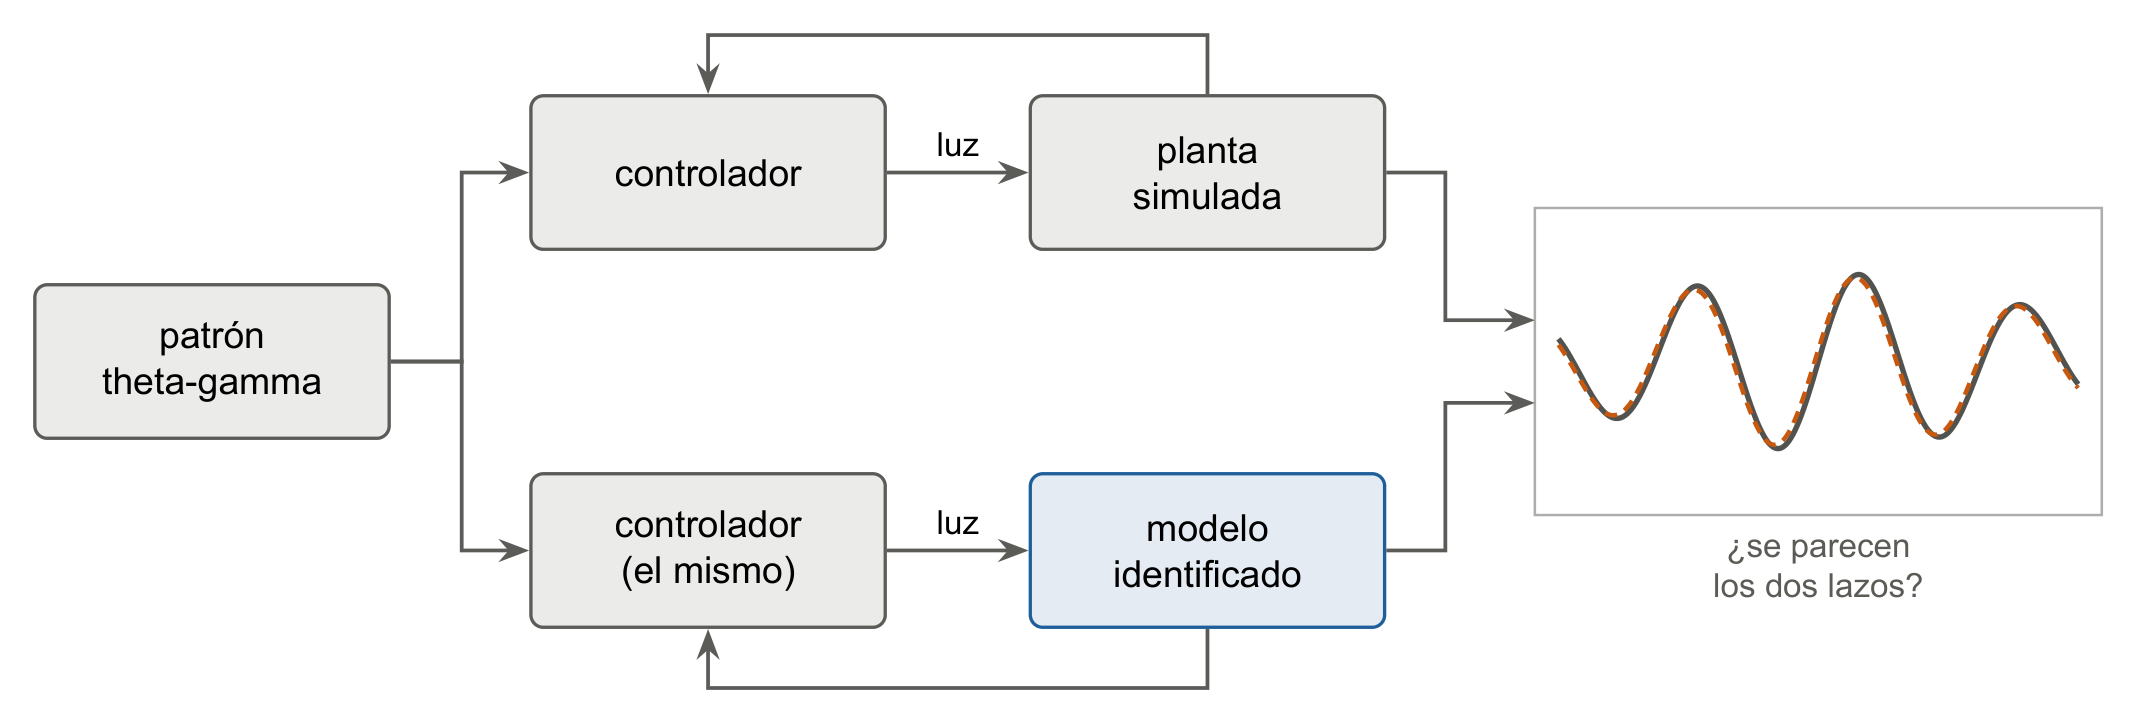 patrón
theta-gamma
controlador
luz
planta
simulada
controlador
(el mismo)
luz
modelo
identificado
¿se parecen
los dos lazos?